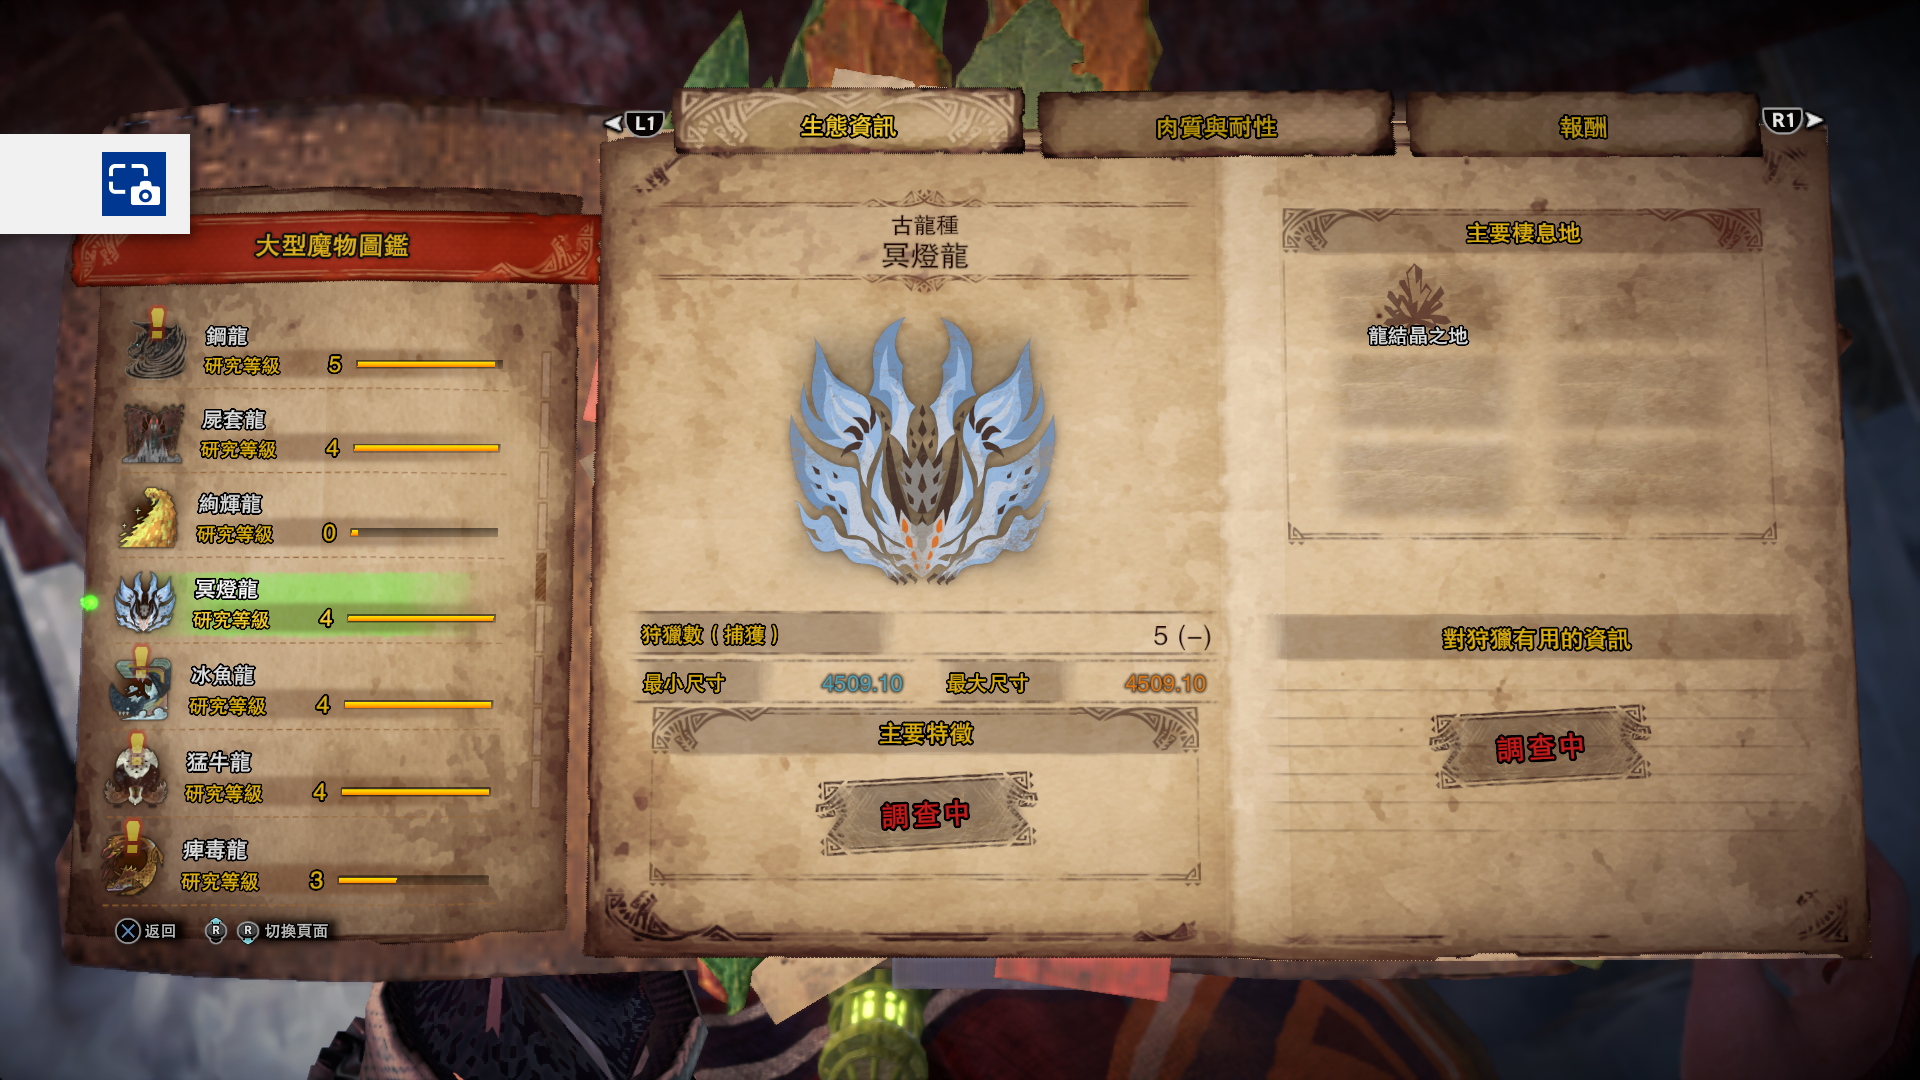 L1
生態資訊
肉質與耐性
報酬
R1
大型魔物圖鑑
鋼龍
研究等級 5
屍套龍
研究等級 4
絢輝龍
研究等級 0
冥燈龍
研究等級 4
冰魚龍
研究等級 4
猛牛龍
研究等級 4
痺毒龍
研究等級 3
返回
R R 切換頁面
古龍種
冥燈龍
狩獵數(捕獲) 5 (–)
最小尺寸 4509.10 最大尺寸 4509.10
主要特徵
調查中
主要棲息地
龍結晶之地
對狩獵有用的資訊
調查中